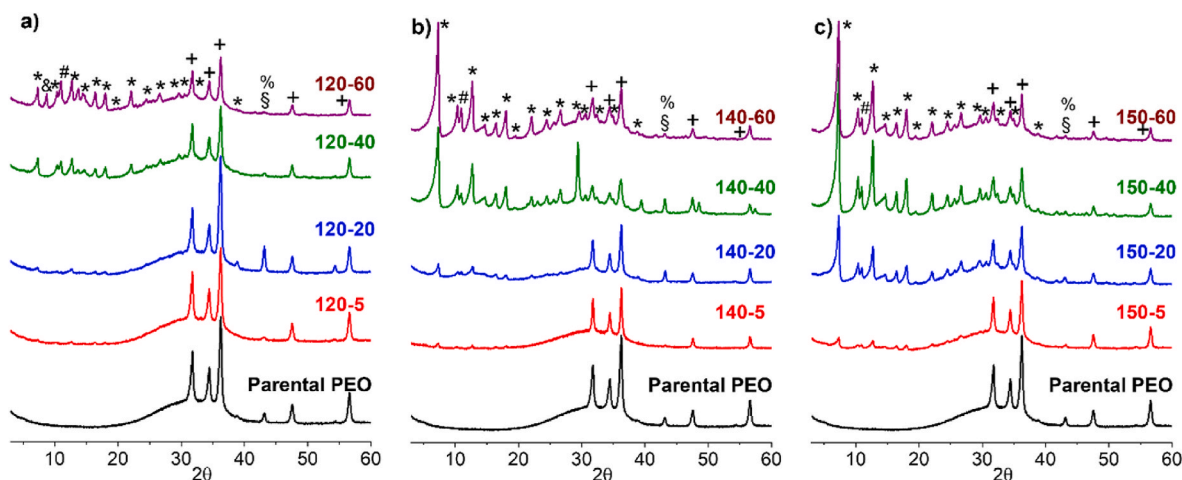 a)
* & * # * * * * * * * * * * + * + + * % § + +
120-60
120-40
120-20
120-5
Parental PEO
10 20 30 40 50 60
2θ
b)
* * # * * * * * * * * * + * + * + * % § + +
140-60
140-40
140-20
140-5
Parental PEO
10 20 30 40 50 60
2θ
c)
* * # * * * * * * * * * + * + * + * % § + +
150-60
150-40
150-20
150-5
Parental PEO
10 20 30 40 50 60
2θ